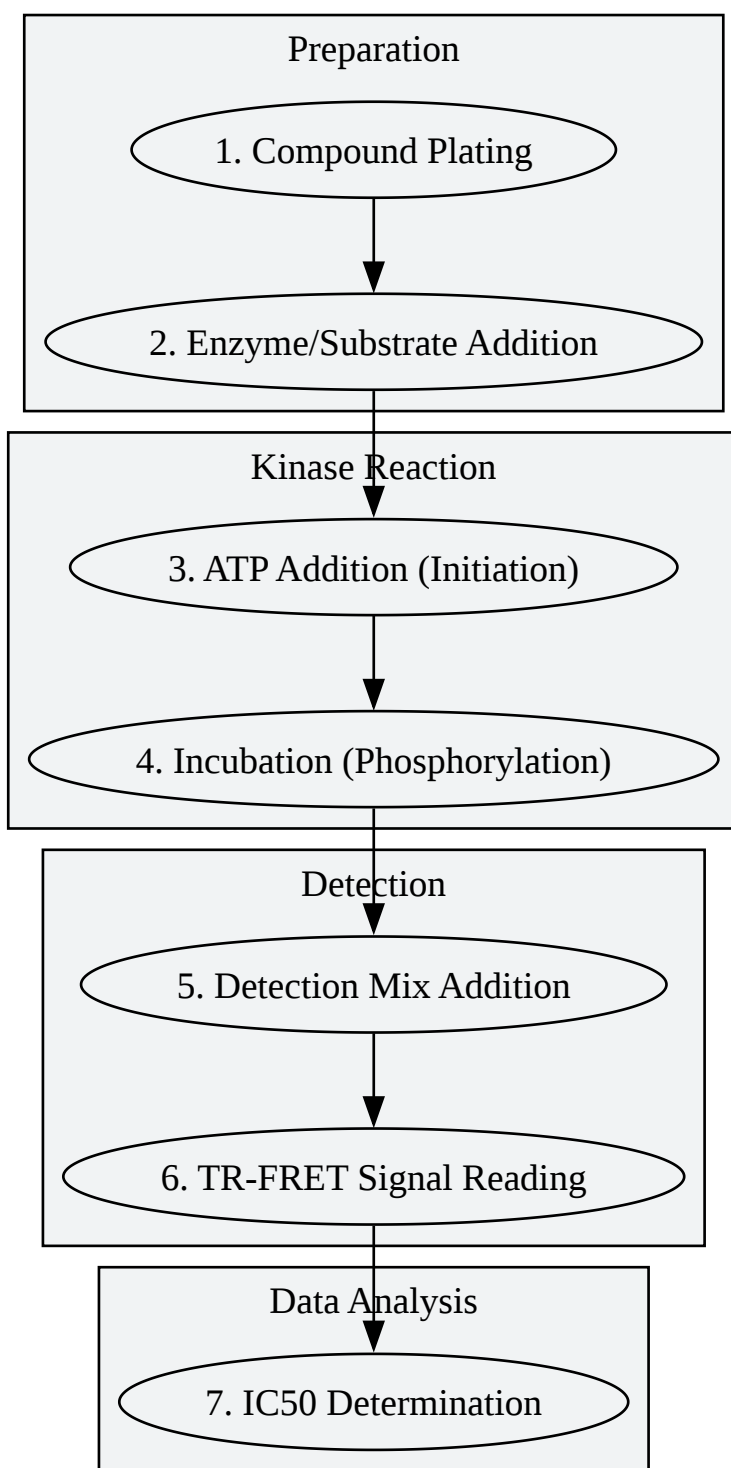 Preparation
1. Compound Plating
2. Enzyme/Substrate Addition
Kinase Reaction
3. ATP Addition (Initiation)
4. Incubation (Phosphorylation)
Detection
5. Detection Mix Addition
6. TR-FRET Signal Reading
Data Analysis
7. IC50 Determination